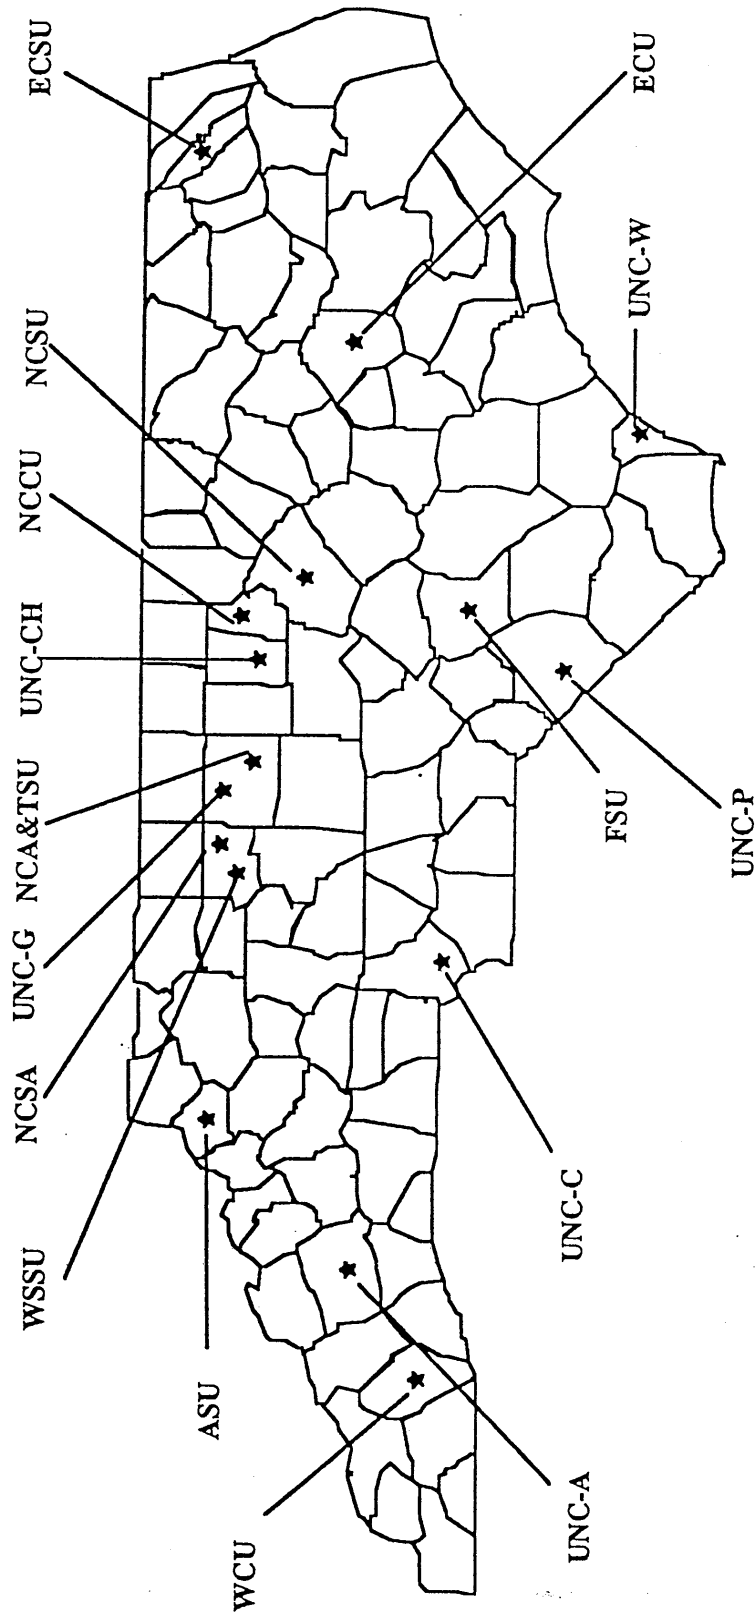 WSSU
NCSA
UNC-G
NCA&TSU
UNC-CH
NCCU
NCSU
ECSU
ASU
WCU
UNC-A
UNC-C
FSU
UNC-P
UNC-W
ECU